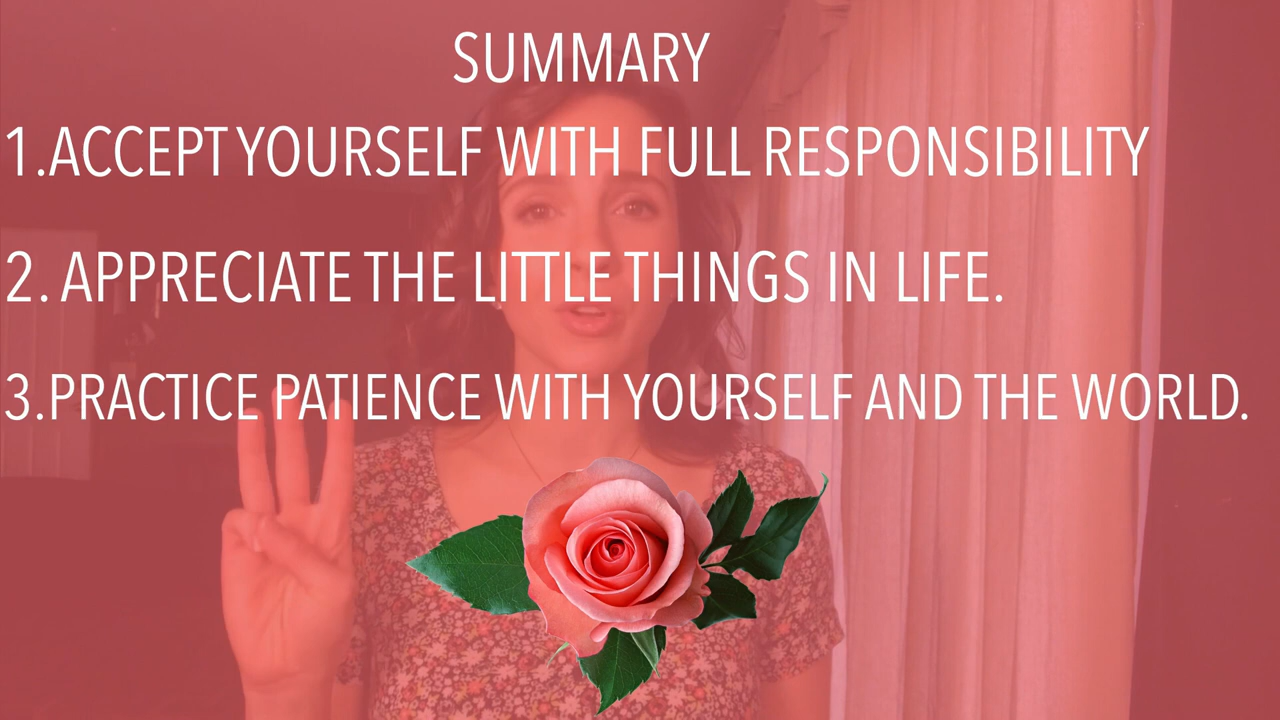 SUMMARY
1.ACCEPT YOURSELF WITH FULL RESPONSIBILITY
2. APPRECIATE THE LITTLE THINGS IN LIFE.
3.PRACTICE PATIENCE WITH YOURSELF AND THE WORLD.